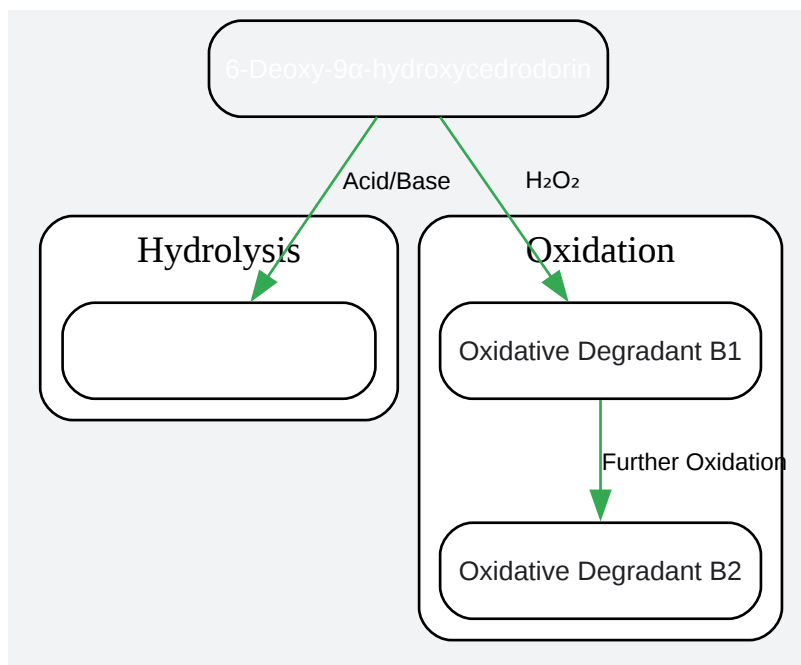 6-Deoxy-9α-hydroxycedrodorin
Acid/Base
H₂O₂
Hydrolysis
Oxidation
Oxidative Degradant B1
Further Oxidation
Oxidative Degradant B2